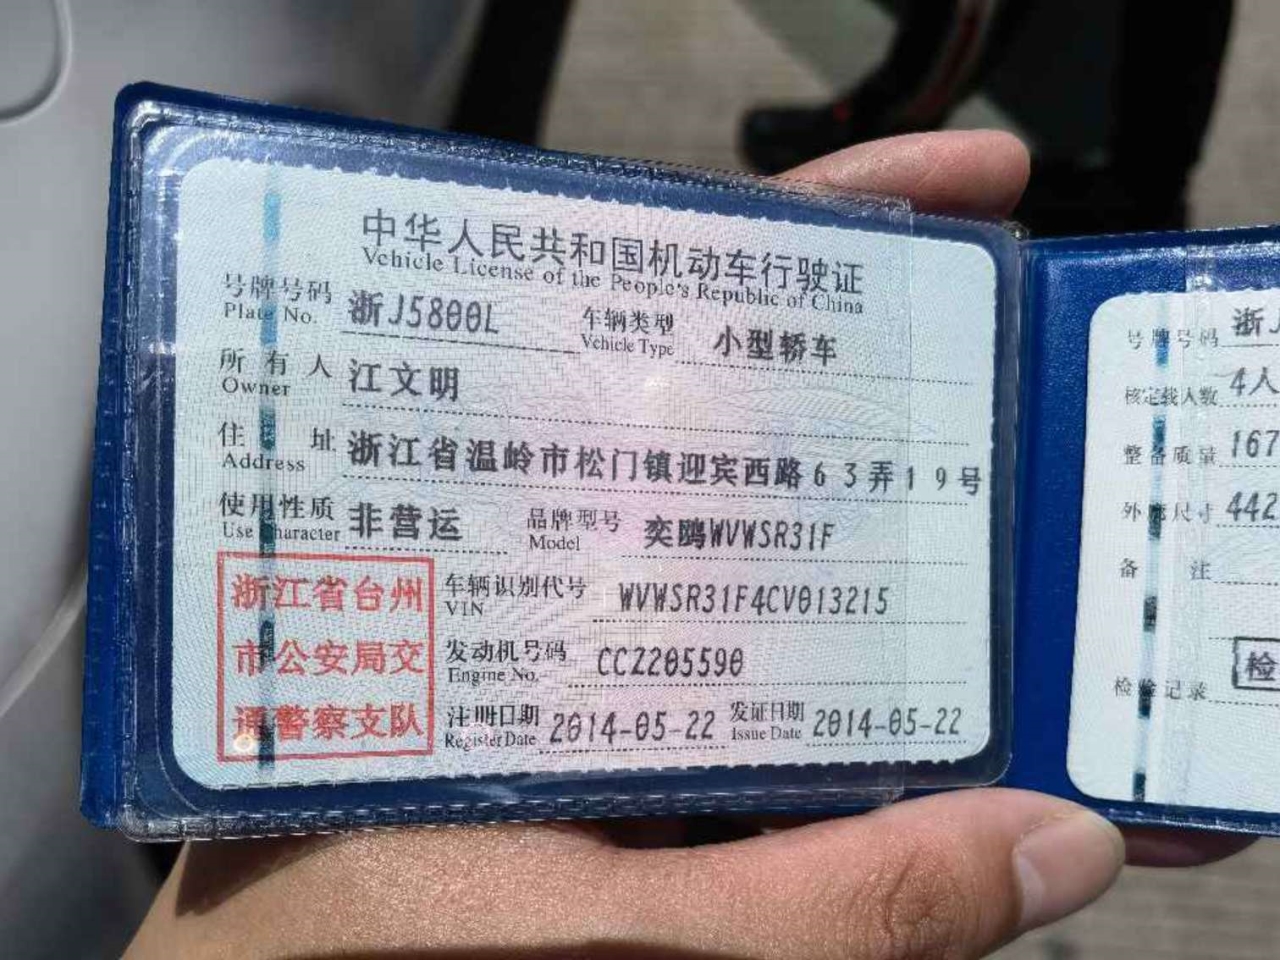 中华人民共和国机动车行驶证
Vehicle License of the People's Republic of China
号牌号码 浙J5800L 车辆类型 小型轿车
Plate No. Vehicle Type
所有人 江文明
Owner
住址 浙江省温岭市松门镇迎宾西路63弄19号
Address
使用性质 非营运 品牌型号 奕鸥WVWSR31F
Use Character Model
车辆识别代号 WVWSR31F4CV013215
VIN
发动机号码 CCZ205590
Engine No.
注册日期 2014-05-22 发证日期 2014-05-22
Register Date Issue Date
浙江省台州
市公安局交
通警察支队
号牌号码 浙J
核定载人数 4人
整备质量 167
外廓尺寸 442
备注
检验记录 检